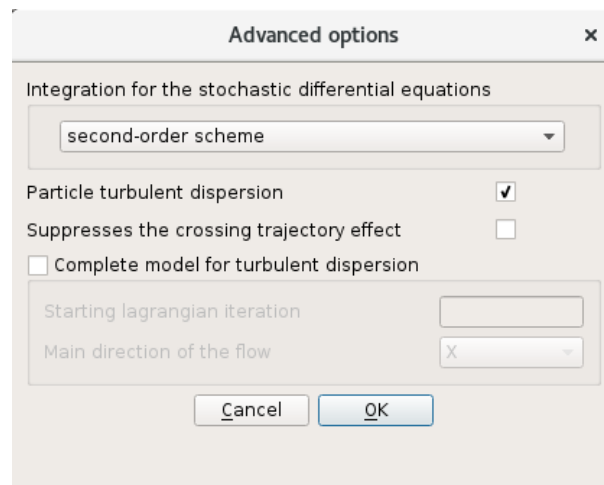 Advanced options
Integration for the stochastic differential equations
second-order scheme
Particle turbulent dispersion
Suppresses the crossing trajectory effect
Complete model for turbulent dispersion
Starting lagrangian iteration
Main direction of the flow X
Cancel OK